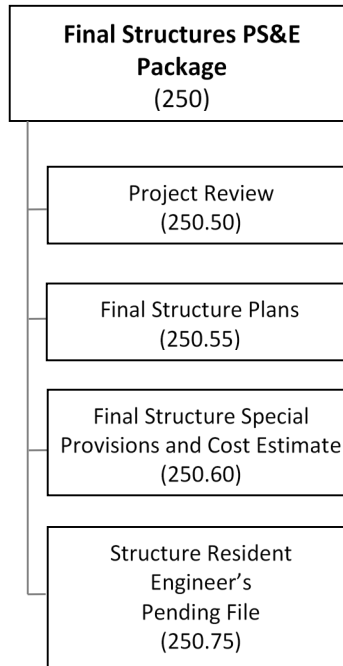 Final Structures PS&E
Package
(250)
Project Review
(250.50)
Final Structure Plans
(250.55)
Final Structure Special
Provisions and Cost Estimate
(250.60)
Structure Resident
Engineer’s
Pending File
(250.75)